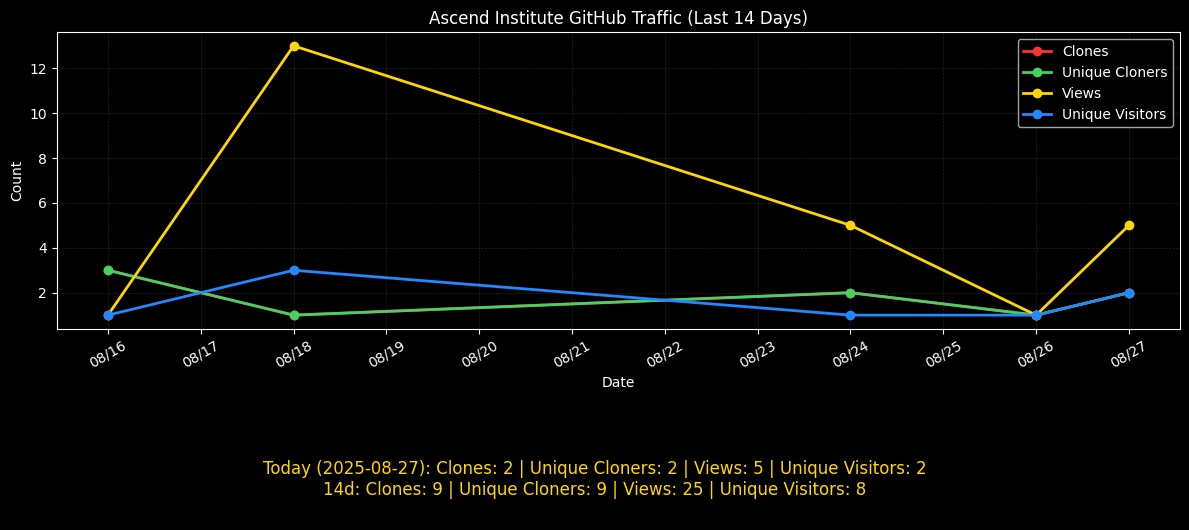 Ascend Institute GitHub Traffic (Last 14 Days)
Clones
Unique Cloners
Views
Unique Visitors
Count
12
10
8
6
4
2
08/16
08/17
08/18
08/19
08/20
08/21
08/22
08/23
08/24
08/25
08/26
08/27
Date
Today (2025-08-27): Clones: 2 | Unique Cloners: 2 | Views: 5 | Unique Visitors: 2
14d: Clones: 9 | Unique Cloners: 9 | Views: 25 | Unique Visitors: 8